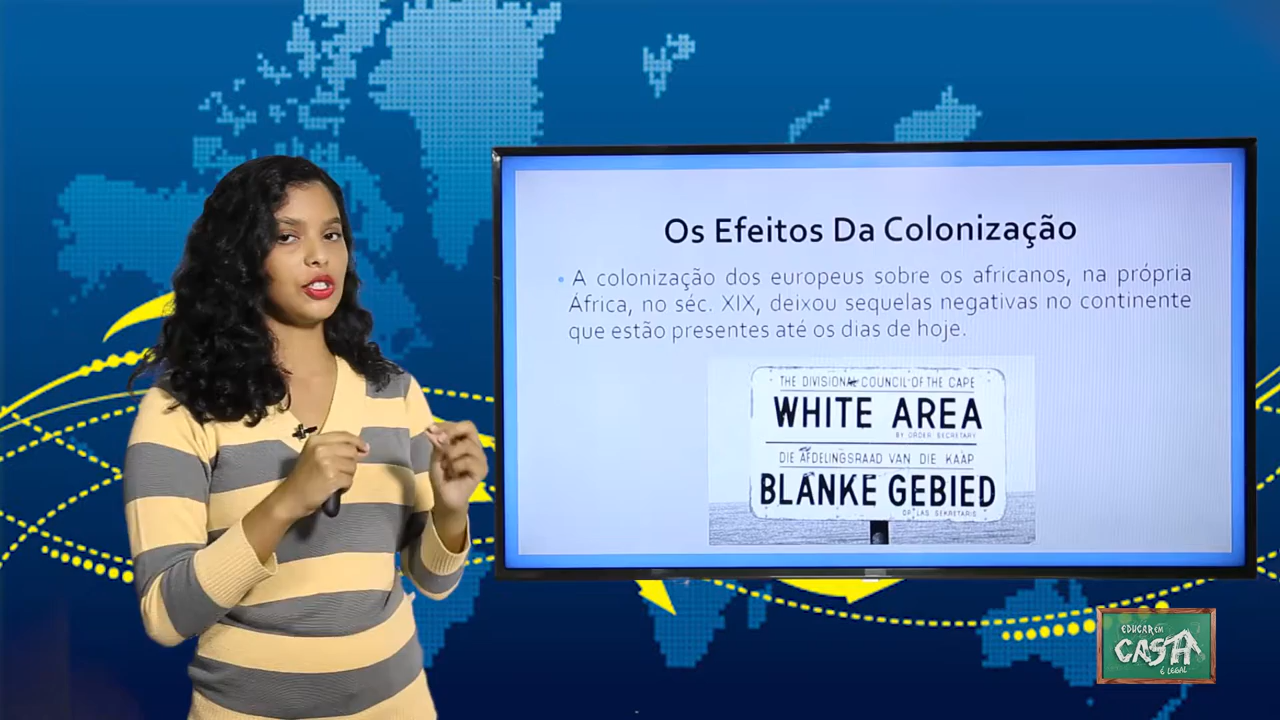 Os Efeitos Da Colonização
• A colonização dos europeus sobre os africanos, na própria
África, no séc. XIX, deixou sequelas negativas no continente
que estão presentes até os dias de hoje.
THE DIVISIONAL COUNCIL OF THE CAPE
WHITE AREA
BY ORDER SECRETARY
DIE AFDELINGSRAAD VAN DIE KAAP
BLANKE GEBIED
OP LAS SEKRETARIS
EDUCAR EM
CASA
É LEGAL